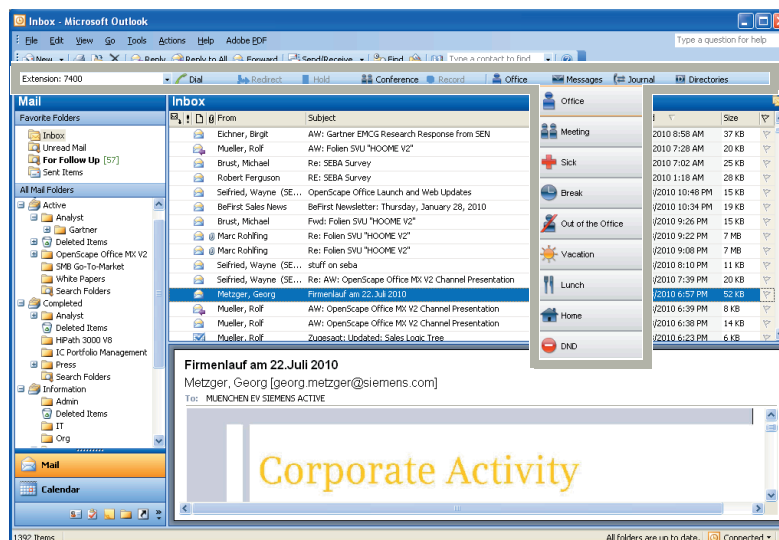 Inbox - Microsoft Outlook
File Edit View Go Tools Actions Help Adobe PDF Type a question for help
New Reply Reply to All Forward Send/Receive Find Type a contact to find
Extension: 7400 Dial Redirect Hold Conference Record Office Messages Journal Directories
Mail Inbox
Favorite Folders
Inbox
Unread Mail
For Follow Up [57]
Sent Items
All Mail Folders
Active
Analyst
Gartner
Deleted Items
OpenScape Office MX V2
SMB Go-To-Market
White Papers
Search Folders
Completed
Analyst
Deleted Items
HiPath 3000 V8
IC Portfolio Management
Press
Search Folders
Information
Admin
Deleted Items
IT
Org
Mail
Calendar
From Subject d Size
Eichner, Birgit AW: Gartner EMCG Research Response from SEN 2010 8:58 AM 37 KB
Mueller, Rolf AW: Folien SVU "HOOME V2" 2010 7:28 AM 20 KB
Brust, Michael Re: SEBA Survey 2010 7:02 AM 25 KB
Robert Ferguson RE: SEBA Survey 2010 1:18 AM 28 KB
Seifried, Wayne (SE... OpenScape Office Launch and Web Updates /2010 10:48 PM 15 KB
BeFirst Sales News BeFirst Newsletter: Thursday, January 28, 2010 /2010 10:34 PM 19 KB
Brust, Michael Fwd: Folien SVU "HOOME V2" /2010 9:26 PM 15 KB
Marc Rohlfing Re: Folien SVU "HOOME V2" /2010 9:22 PM 7 MB
Marc Rohlfing Re: Folien SVU "HOOME V2" /2010 9:08 PM 7 MB
Seifried, Wayne (SE... stuff on seba /2010 8:10 PM 11 KB
Seifried, Wayne (SE... Re: AW: OpenScape Office MX V2 Channel Presentation /2010 7:39 PM 20 KB
Metzger, Georg Firmenlauf am 22.Juli 2010 /2010 6:57 PM 52 KB
Mueller, Rolf AW: OpenScape Office MX V2 Channel Presentation /2010 6:39 PM 8 KB
Mueller, Rolf AW: OpenScape Office MX V2 Channel Presentation /2010 6:38 PM 14 KB
Mueller, Rolf Zugesagt: Updated: Sales Logic Tree /2010 6:23 PM 6 KB
Office
Meeting
Sick
Break
Out of the Office
Vacation
Lunch
Home
DND
Firmenlauf am 22.Juli 2010
Metzger, Georg [georg.metzger@siemens.com]
To: MUENCHEN EV SIEMENS ACTIVE
Corporate Activity
1392 Items All folders are up to date. Connected